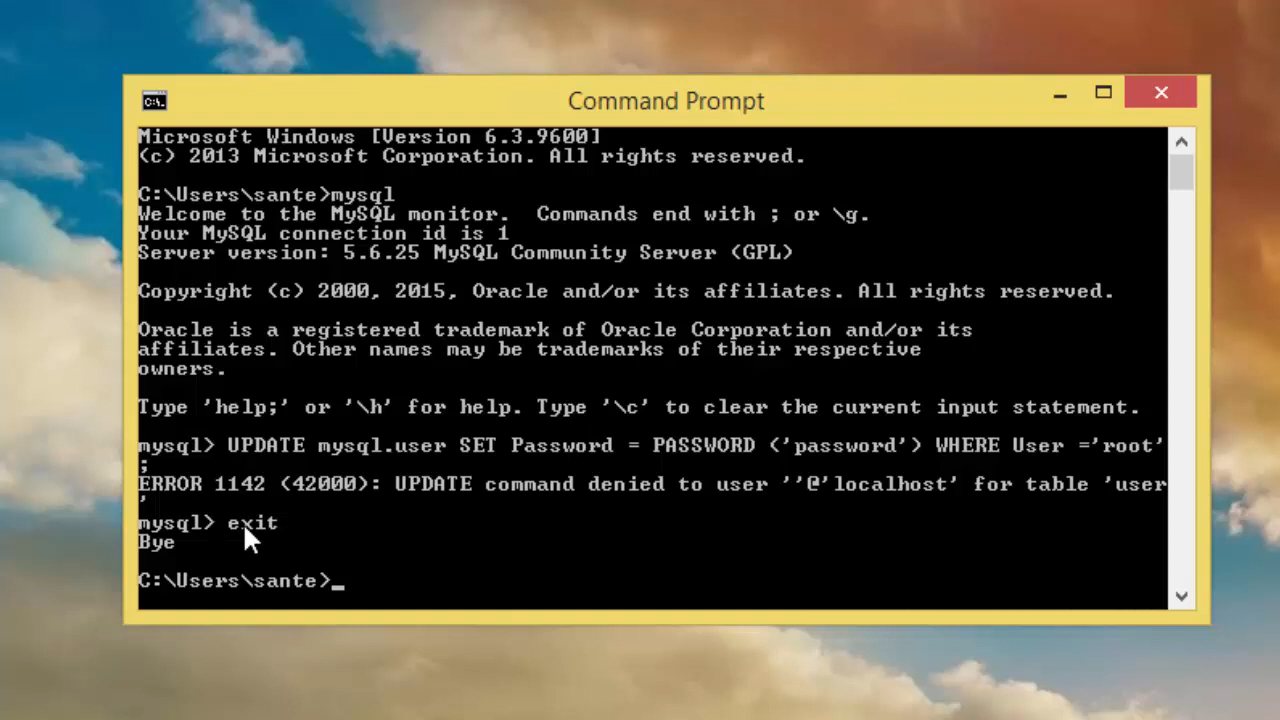 Command Prompt
Microsoft Windows [Version 6.3.9600]
(c) 2013 Microsoft Corporation. All rights reserved.
C:\Users\sante>mysql
Welcome to the MySQL monitor.  Commands end with ; or \g.
Your MySQL connection id is 1
Server version: 5.6.25 MySQL Community Server (GPL)
Copyright (c) 2000, 2015, Oracle and/or its affiliates. All rights reserved.
Oracle is a registered trademark of Oracle Corporation and/or its
affiliates. Other names may be trademarks of their respective
owners.
Type 'help;' or '\h' for help. Type '\c' to clear the current input statement.
mysql> UPDATE mysql.user SET Password = PASSWORD ('password') WHERE User ='root'
;
ERROR 1142 (42000): UPDATE command denied to user ''@'localhost' for table 'user
'
mysql> exit
Bye
C:\Users\sante>_